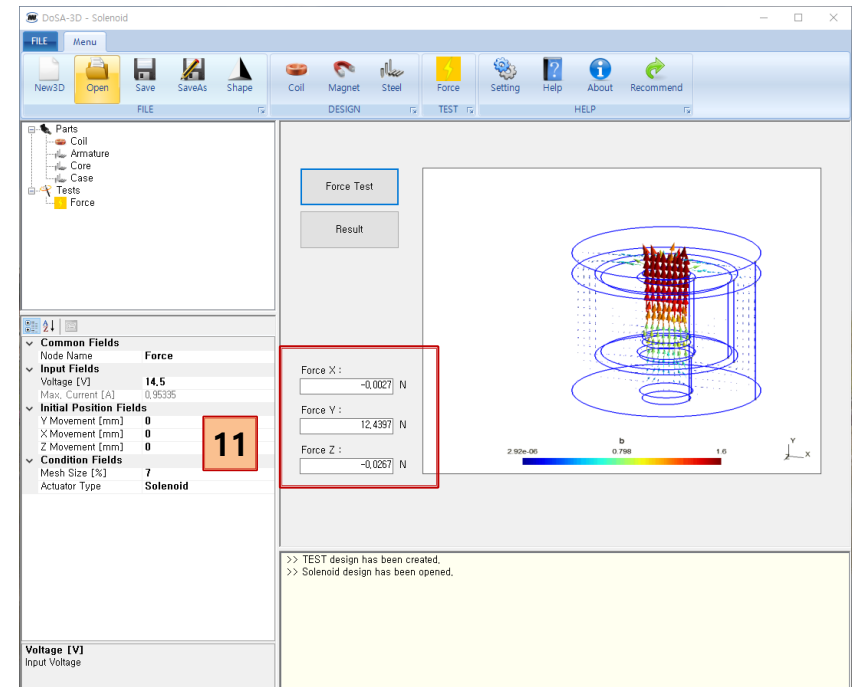 DoSA-3D - Solenoid
FILE Menu
New3D Open Save SaveAs Shape Coil Magnet Steel Force Setting Help About Recommend
FILE DESIGN TEST HELP
Parts
Coil
Armature
Core
Case
Tests
Force
Force Test
Result
Common Fields
Node Name Force
Input Fields
Voltage [V] 14.5
Max, Current [A] 0,95335
Initial Position Fields
Y Movement [mm] 0
X Movement [mm] 0
Z Movement [mm] 0
Condition Fields
Mesh Size [%] 7
Actuator Type Solenoid
11
Force X :
-0,0027 N
Force Y :
12,4397 N
Force Z :
-0,0267 N
b
2.92e-06 0.798 1.6
Y
Z X
>> TEST design has been created,
>> Solenoid design has been opened,
Voltage [V]
Input Voltage